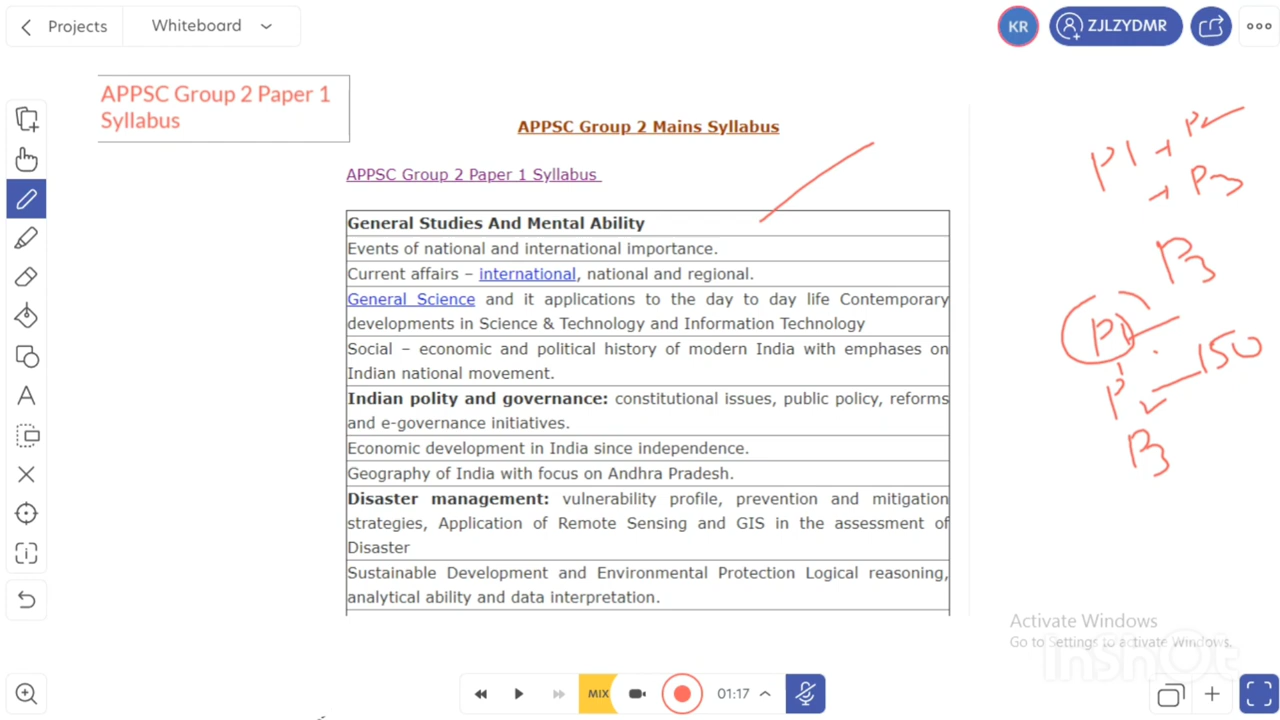 Projects
Whiteboard
KR
ZJLZYDMR
APPSC Group 2 Paper 1
Syllabus
APPSC Group 2 Mains Syllabus
APPSC Group 2 Paper 1 Syllabus
General Studies And Mental Ability
Events of national and international importance.
Current affairs – international, national and regional.
General Science and it applications to the day to day life Contemporary
developments in Science & Technology and Information Technology
Social – economic and political history of modern India with emphases on
Indian national movement.
Indian polity and governance: constitutional issues, public policy, reforms
and e-governance initiatives.
Economic development in India since independence.
Geography of India with focus on Andhra Pradesh.
Disaster management: vulnerability profile, prevention and mitigation
strategies, Application of Remote Sensing and GIS in the assessment of
Disaster
Sustainable Development and Environmental Protection Logical reasoning,
analytical ability and data interpretation.
P1 + P2
+ P3
P3
P1
P2 150
P3
A
Activate Windows
Go to Settings to activate Windows.
InShOt
MIX
01:17